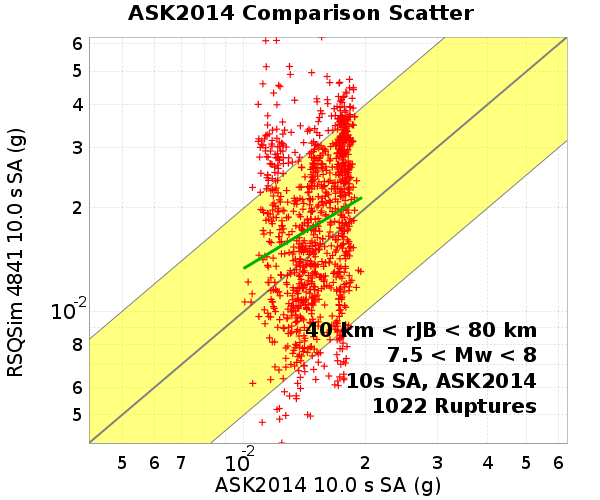 ASK2014 Comparison Scatter
RSQSim 4841 10.0 s SA (g)
6
5
4
3
2
10-2
8
6
5
40 km < rJB < 80 km
7.5 < Mw < 8
10s SA, ASK2014
1022 Ruptures
5 6 7 10-2 2 3 4 5 6
ASK2014 10.0 s SA (g)